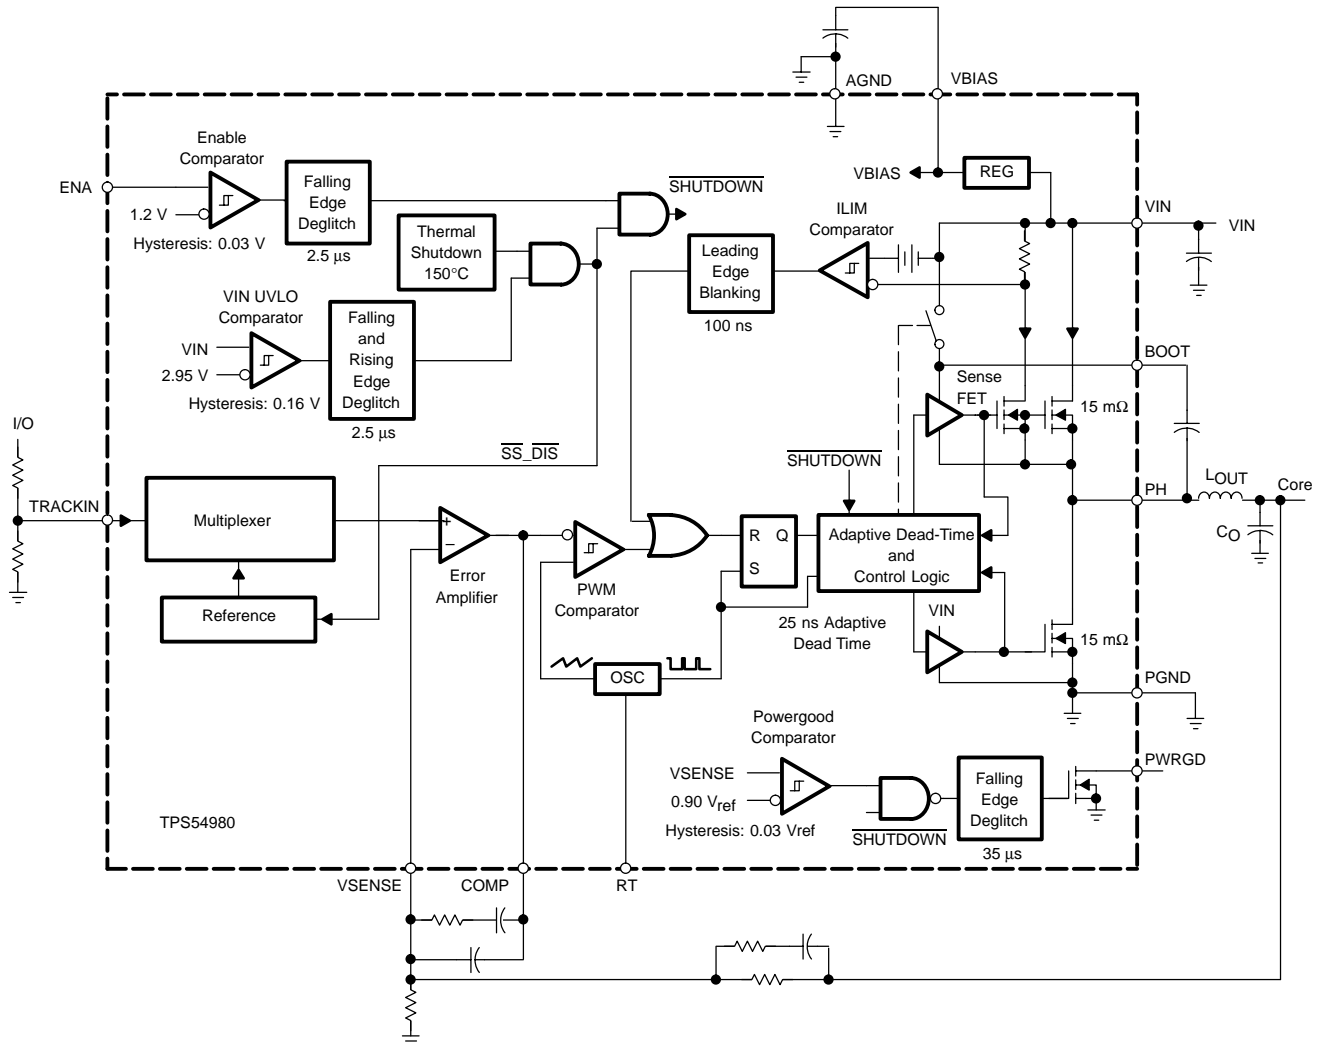 AGND
VBIAS
Enable
Comparator
ENA
1.2 V
Hysteresis: 0.03 V
Falling
Edge
Deglitch
2.5 μs
SHUTDOWN
VBIAS
REG
VIN
VIN
Thermal
Shutdown
150°C
Leading
Edge
Blanking
100 ns
ILIM
Comparator
VIN UVLO
Comparator
VIN
2.95 V
Hysteresis: 0.16 V
Falling
and
Rising
Edge
Deglitch
2.5 μs
BOOT
Sense
FET
15 mΩ
I/O
SS_DIS
SHUTDOWN
PH
LOUT
Core
CO
TRACKIN
Multiplexer
Reference
+
−
Error
Amplifier
PWM
Comparator
R Q
S
Adaptive Dead-Time
and
Control Logic
25 ns Adaptive
Dead Time
VIN
15 mΩ
OSC
PGND
Powergood
Comparator
VSENSE
0.90 Vref
Hysteresis: 0.03 Vref
SHUTDOWN
Falling
Edge
Deglitch
35 μs
PWRGD
TPS54980
VSENSE
COMP
RT